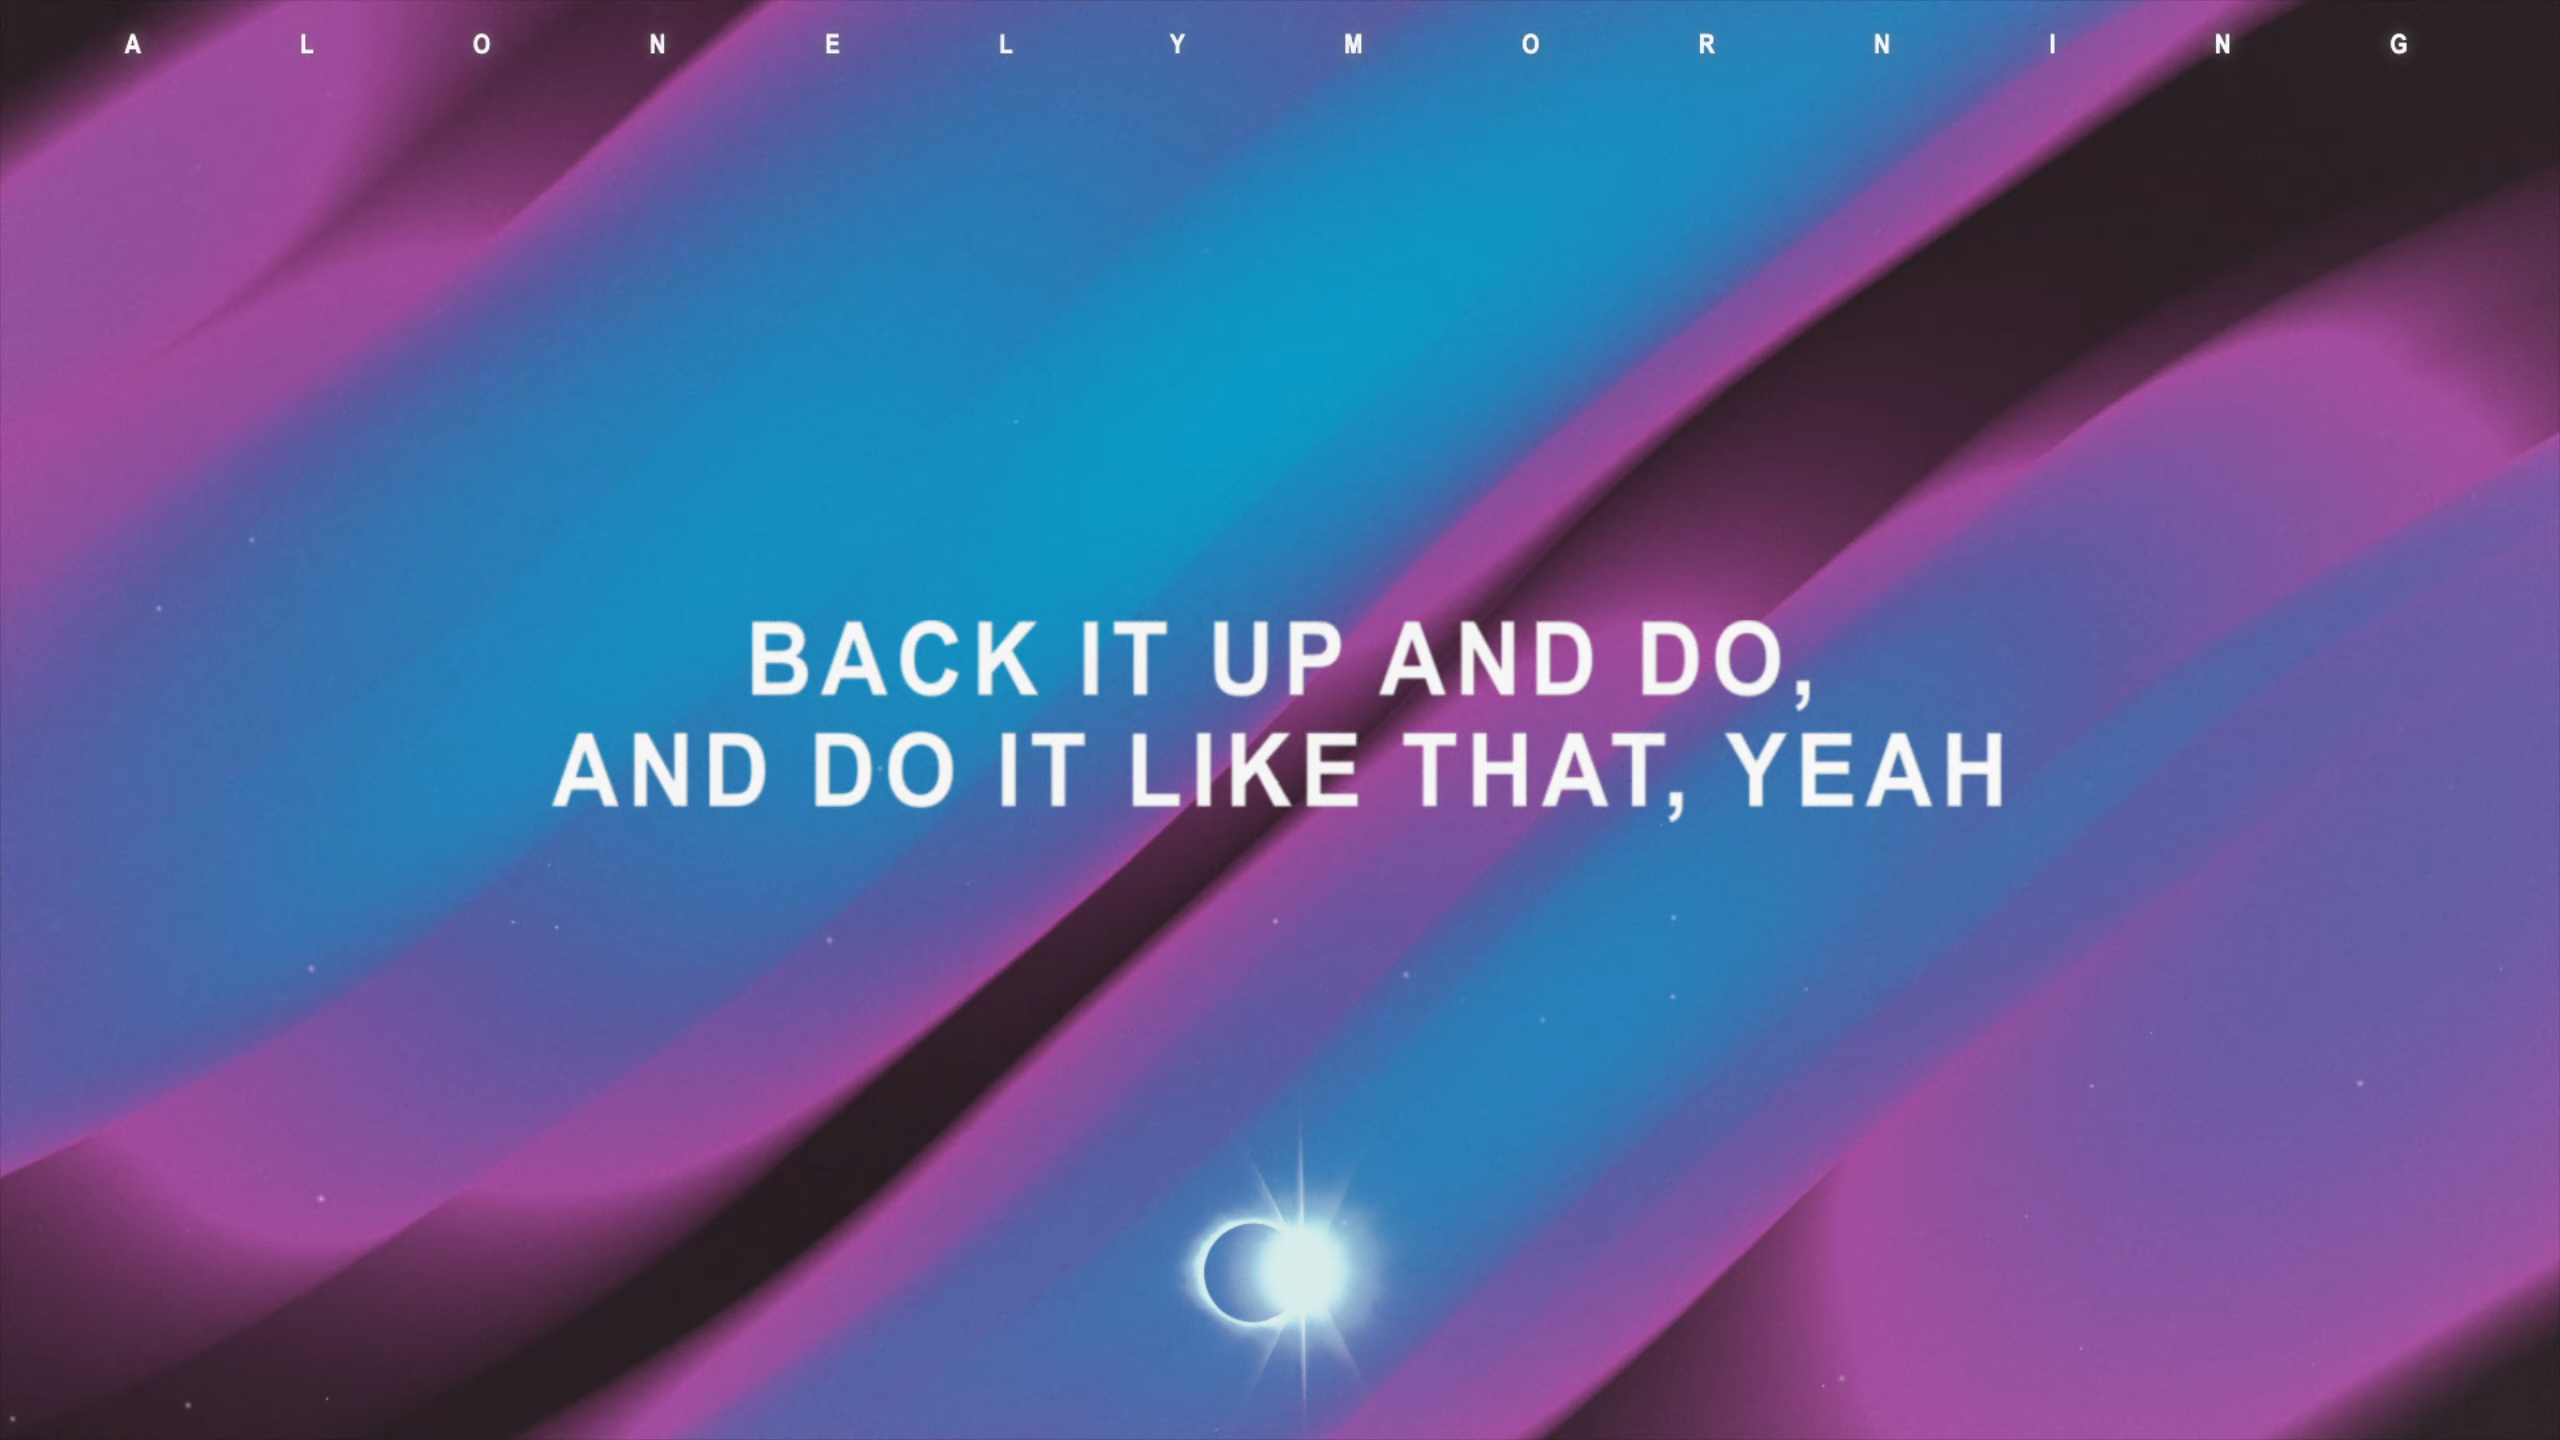 A L O N E L Y M O R N I N G
BACK IT UP AND DO,
AND DO IT LIKE THAT, YEAH